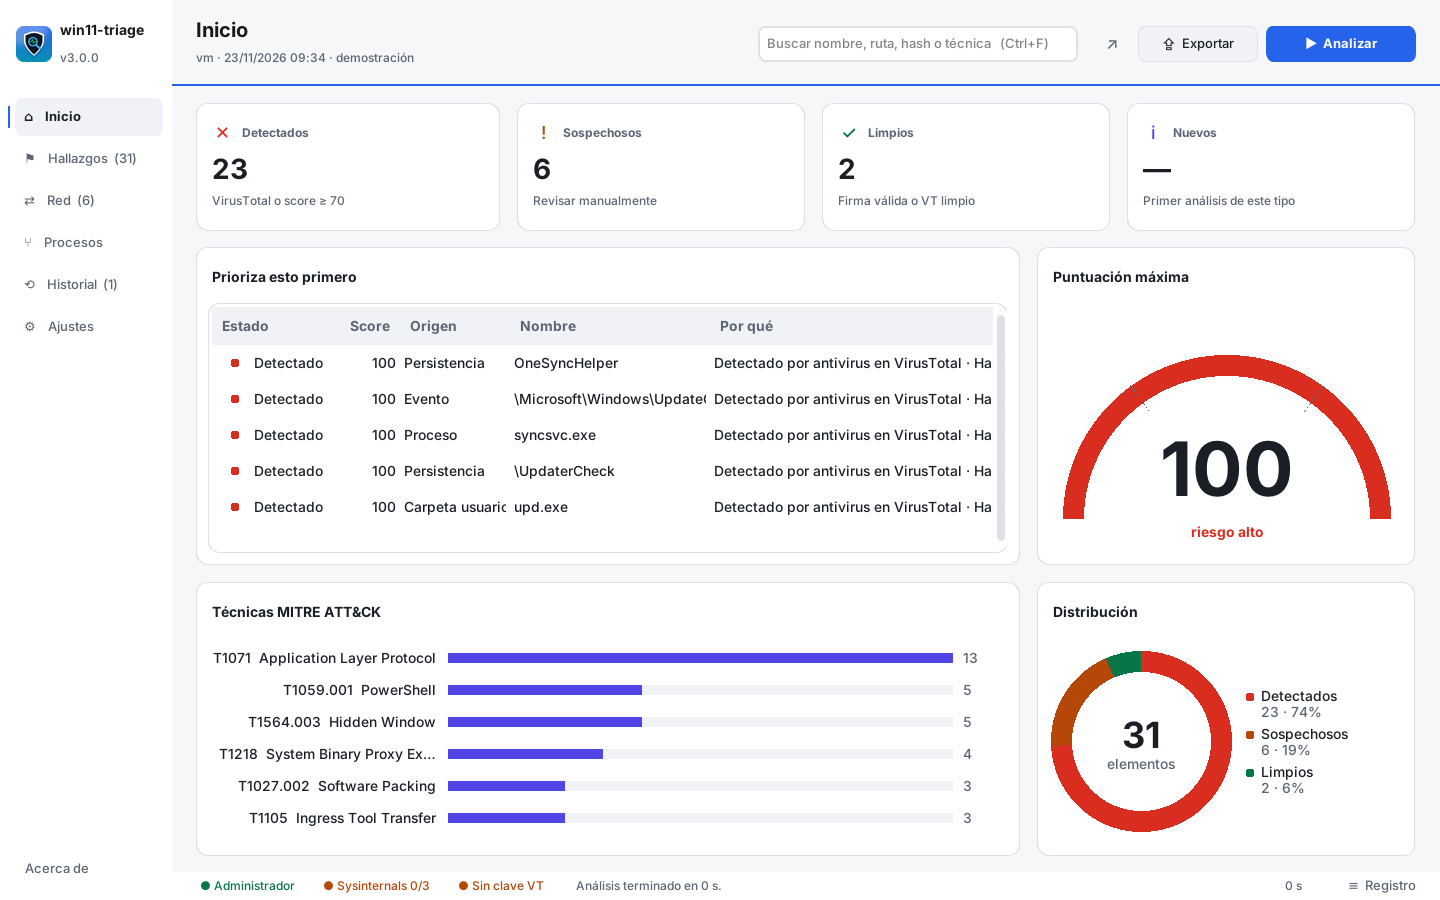 win11-triage
v3.0.0
Inicio
Hallazgos (31)
Red (6)
Procesos
Historial (1)
Ajustes
Acerca de
Inicio
vm · 23/11/2026 09:34 · demostración
Buscar nombre, ruta, hash o técnica (Ctrl+F)
Exportar
Analizar
Detectados
23
VirusTotal o score ≥ 70
Sospechosos
6
Revisar manualmente
Limpios
2
Firma válida o VT limpio
Nuevos
—
Primer análisis de este tipo
Prioriza esto primero
Estado Score Origen Nombre Por qué
Detectado 100 Persistencia OneSyncHelper Detectado por antivirus en VirusTotal · Ha
Detectado 100 Evento \Microsoft\Windows\Update Detectado por antivirus en VirusTotal · Ha
Detectado 100 Proceso syncsvc.exe Detectado por antivirus en VirusTotal · Ha
Detectado 100 Persistencia \UpdaterCheck Detectado por antivirus en VirusTotal · Ha
Detectado 100 Carpeta usuario upd.exe Detectado por antivirus en VirusTotal · Ha
Puntuación máxima
100
riesgo alto
Técnicas MITRE ATT&CK
T1071 Application Layer Protocol 13
T1059.001 PowerShell 5
T1564.003 Hidden Window 5
T1218 System Binary Proxy Ex… 4
T1027.002 Software Packing 3
T1105 Ingress Tool Transfer 3
Distribución
31
elementos
Detectados
23 · 74%
Sospechosos
6 · 19%
Limpios
2 · 6%
Administrador
Sysinternals 0/3
Sin clave VT
Análisis terminado en 0 s.
0 s
Registro